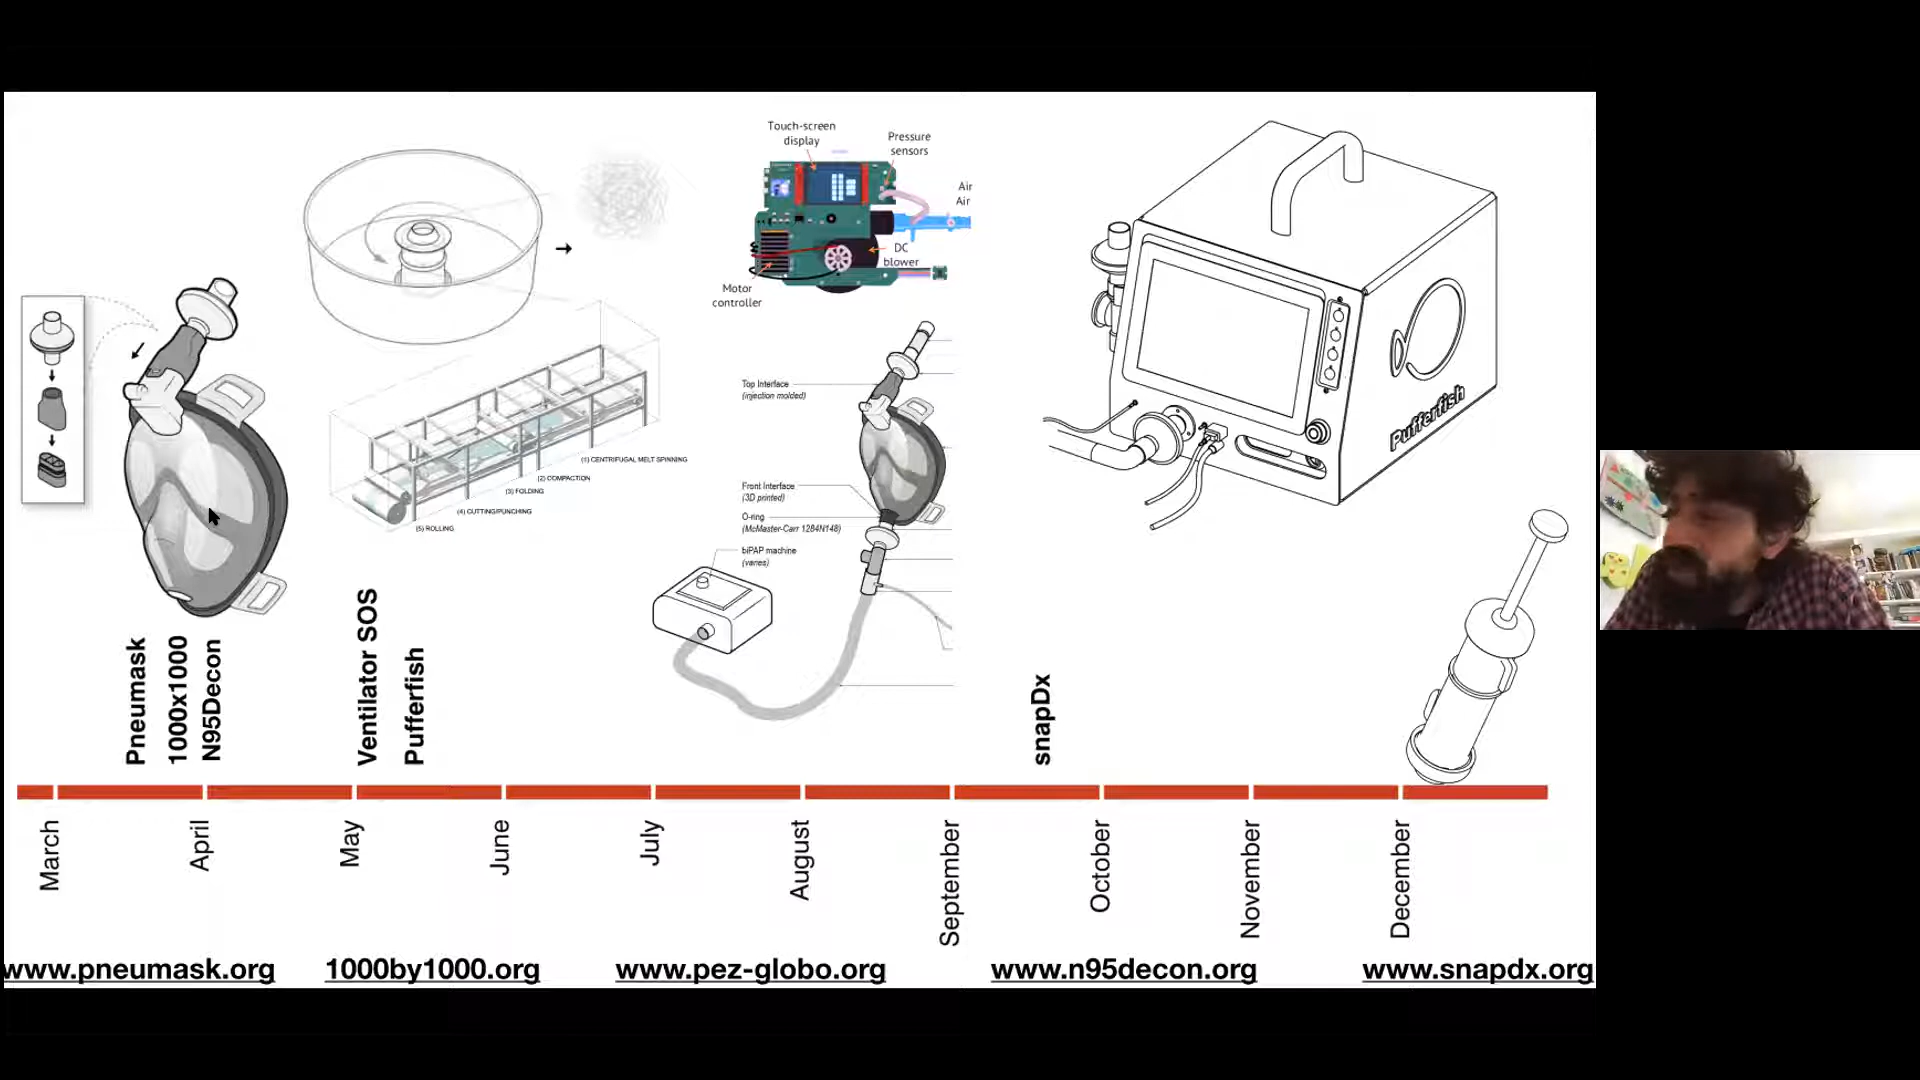 Touch-screen
display
Pressure
sensors
Air
Air
DC
blower
Motor
controller
(1) CENTRIFUGAL MELT SPINNING
(2) COMPACTION
(3) FOLDING
(4) CUTTING/PUNCHING
(5) ROLLING
Top Interface
(injection molded)
Front Interface
(3D printed)
O-ring
(McMaster-Carr 1284N148)
biPAP machine
(varies)
Pufferfish
Pneumask
1000x1000
N95Decon
Ventilator SOS
Pufferfish
snapDx
March
April
May
June
July
August
September
October
November
December
www.pneumask.org
1000by1000.org
www.pez-globo.org
www.n95decon.org
www.snapdx.org